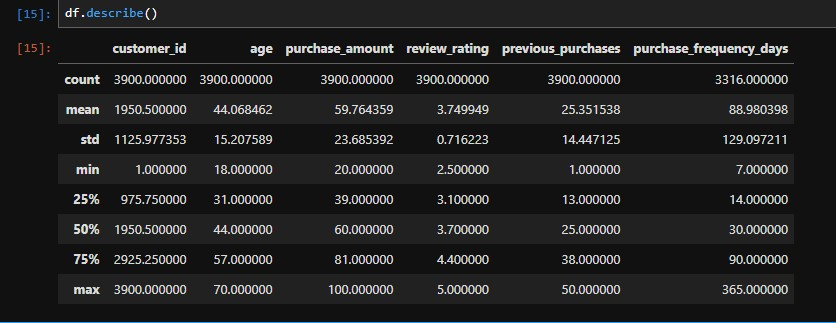 [15]: df.describe()
[15]: customer_id age purchase_amount review_rating previous_purchases purchase_frequency_days
count 3900.000000 3900.000000 3900.000000 3900.000000 3900.000000 3316.000000
mean 1950.500000 44.068462 59.764359 3.749949 25.351538 88.980398
std 1125.977353 15.207589 23.685392 0.716223 14.447125 129.097211
min 1.000000 18.000000 20.000000 2.500000 1.000000 7.000000
25% 975.750000 31.000000 39.000000 3.100000 13.000000 14.000000
50% 1950.500000 44.000000 60.000000 3.700000 25.000000 30.000000
75% 2925.250000 57.000000 81.000000 4.400000 38.000000 90.000000
max 3900.000000 70.000000 100.000000 5.000000 50.000000 365.000000